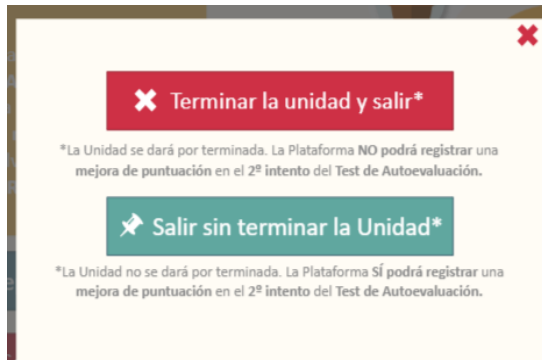 Terminar la unidad y salir*
*La Unidad se dará por terminada. La Plataforma NO podrá registrar una
mejora de puntuación en el 2º intento del Test de Autoevaluación.
Salir sin terminar la Unidad*
*La Unidad no se dará por terminada. La Plataforma SÍ podrá registrar una
mejora de puntuación en el 2º intento del Test de Autoevaluación.